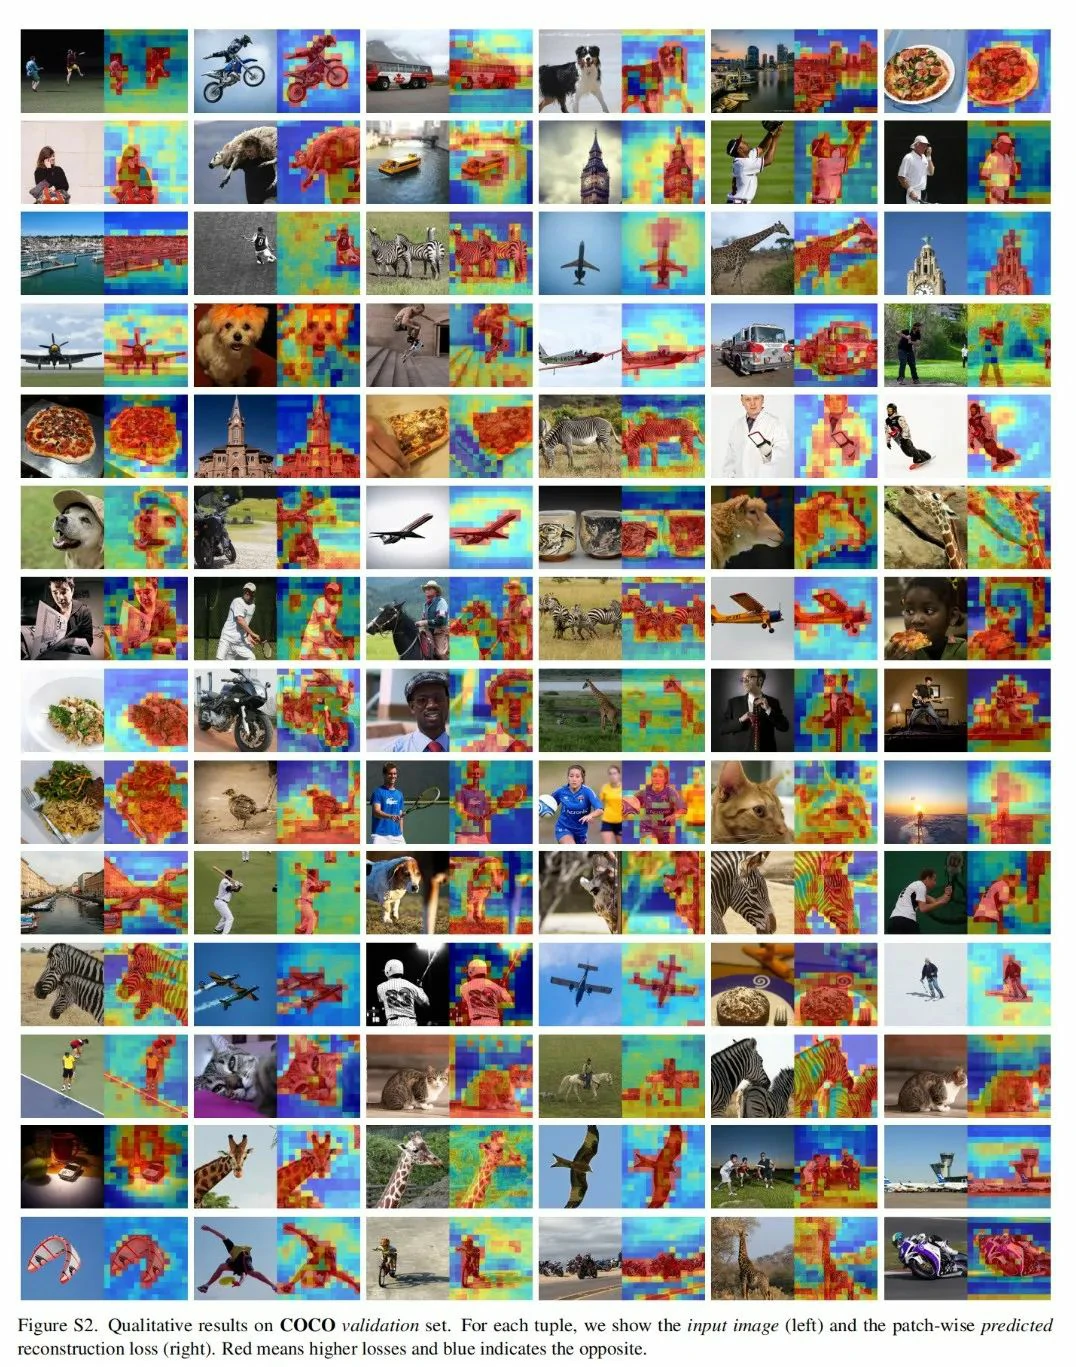 Figure S2. Qualitative results on COCO validation set. For each tuple, we show the input image (left) and the patch-wise predicted
reconstruction loss (right). Red means higher losses and blue indicates the opposite.